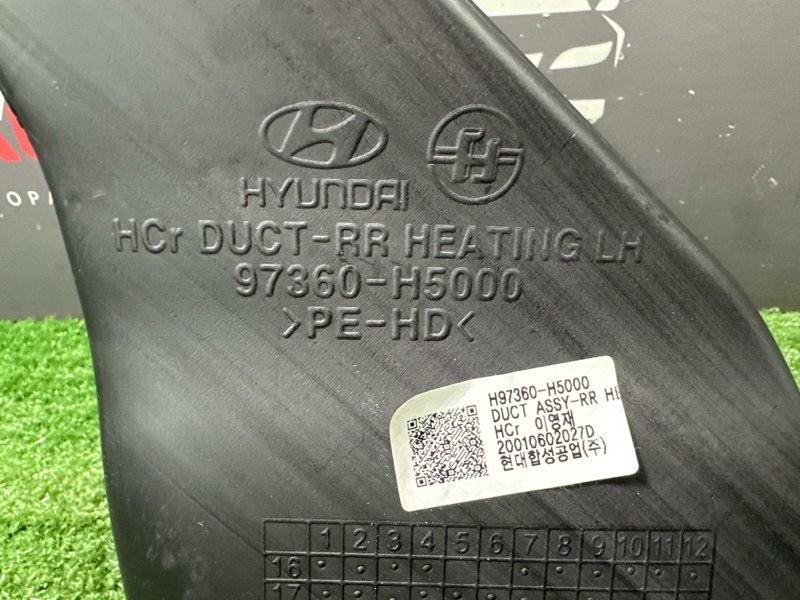 HYUNDAI
HCr DUCT-RR HEATING LH
97360-H5000
>PE-HD<
H97360-H5000
DUCT ASSY-RR HE
HCr 이영재
20010602027D
현대합성공업(주)
1 2 3 4 5 6 7 8 9 10 11 12
16
17